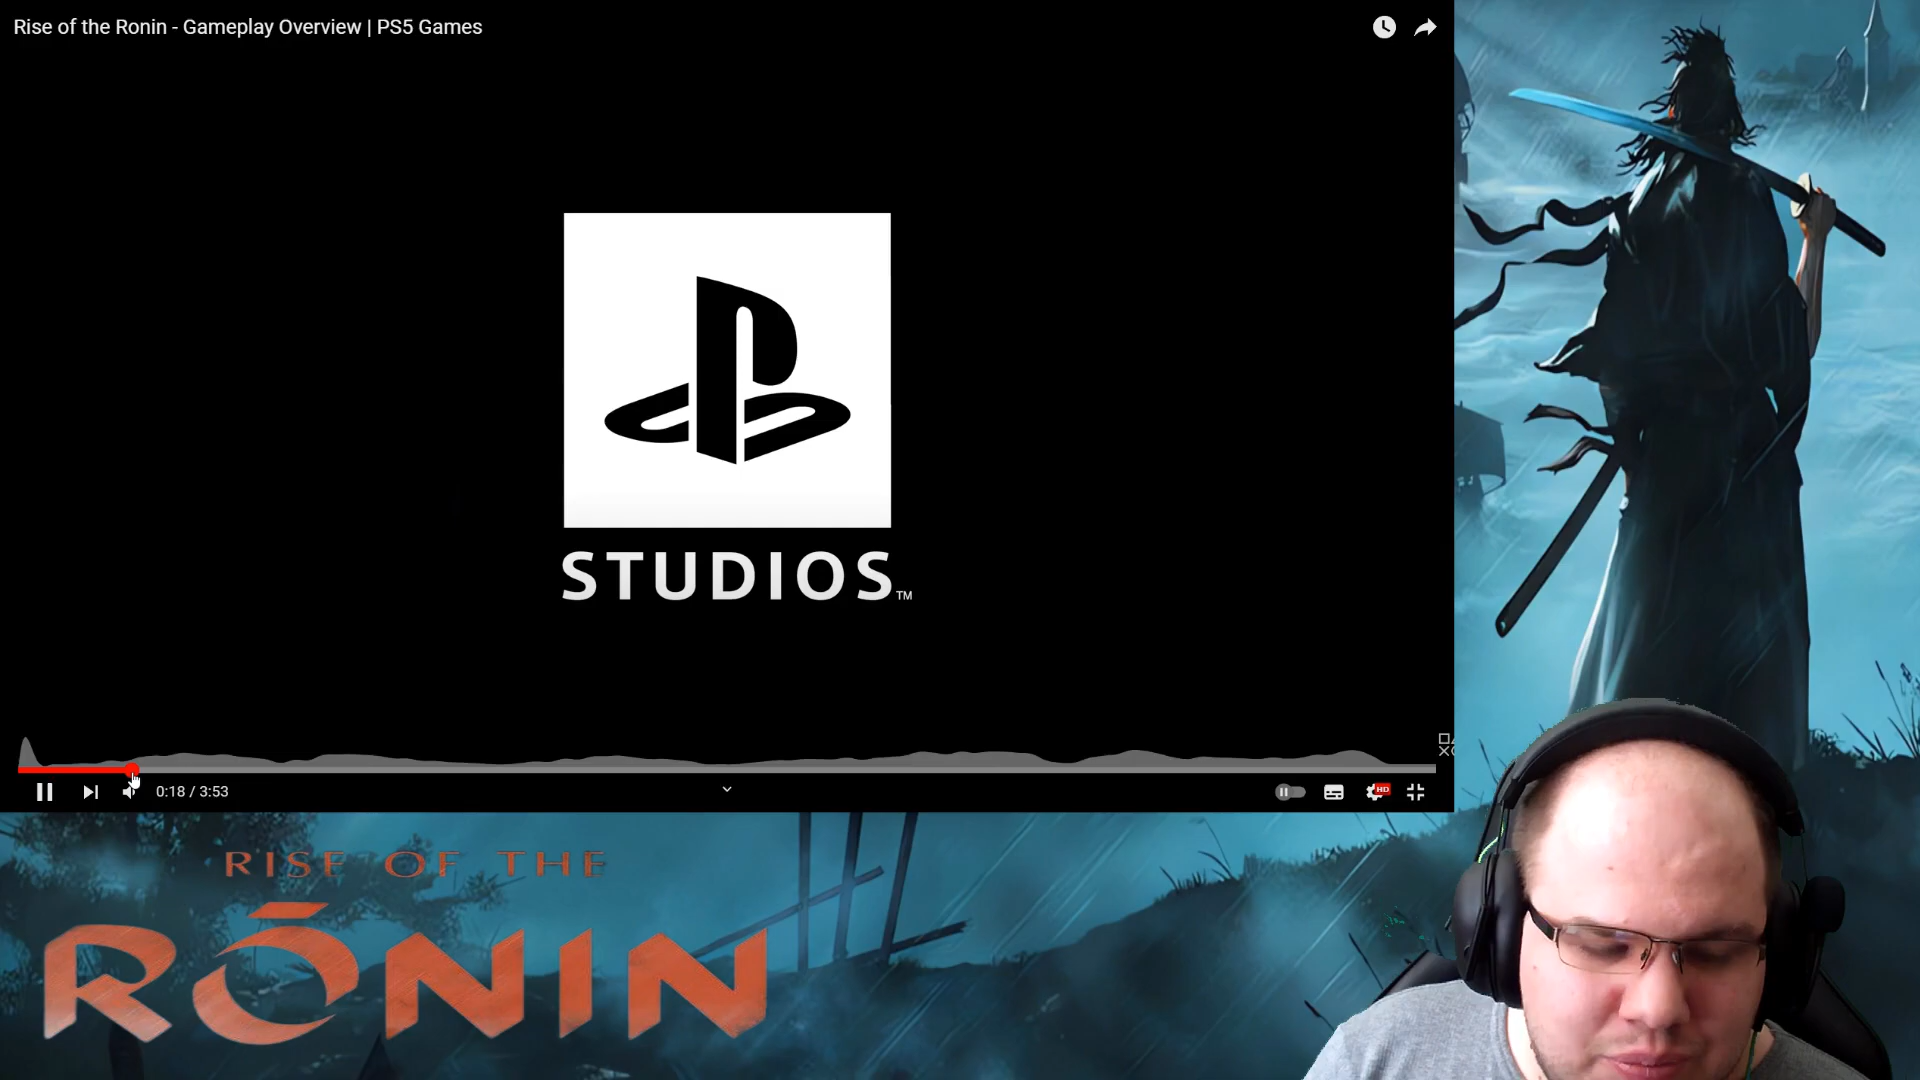 Rise of the Ronin - Gameplay Overview | PS5 Games
STUDIOS™
0:18 / 3:53
HD
RISE OF THE
RŌNIN